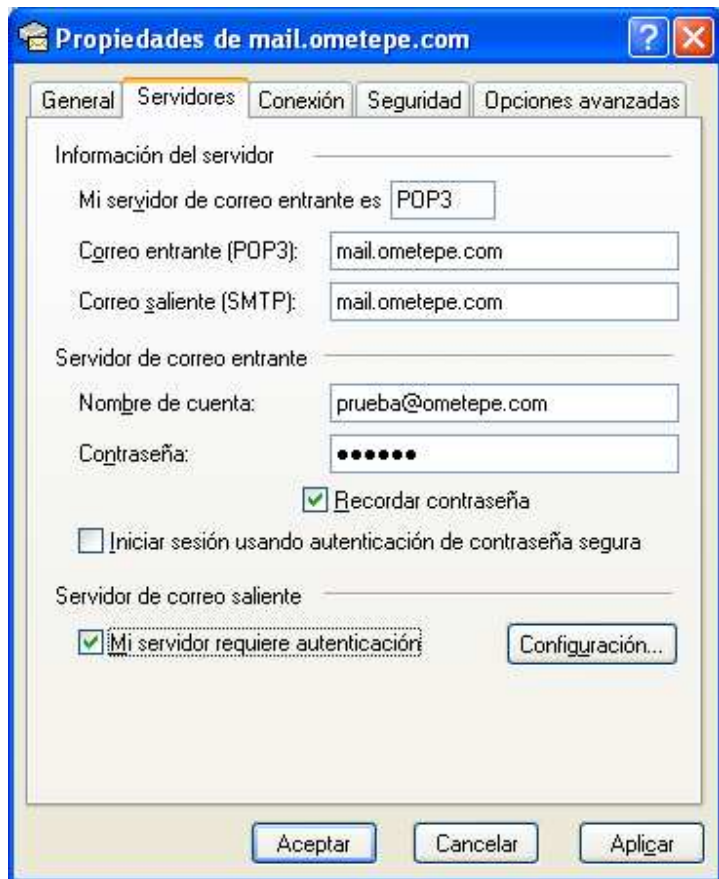 Propiedades de mail.ometepe.com
General Servidores Conexión Seguridad Opciones avanzadas
Información del servidor
Mi servidor de correo entrante es POP3
Correo entrante (POP3): mail.ometepe.com
Correo saliente (SMTP): mail.ometepe.com
Servidor de correo entrante
Nombre de cuenta: prueba@ometepe.com
Contraseña: ●●●●●●
Recordar contraseña
Iniciar sesión usando autenticación de contraseña segura
Servidor de correo saliente
Mi servidor requiere autenticación Configuración...
Aceptar Cancelar Aplicar